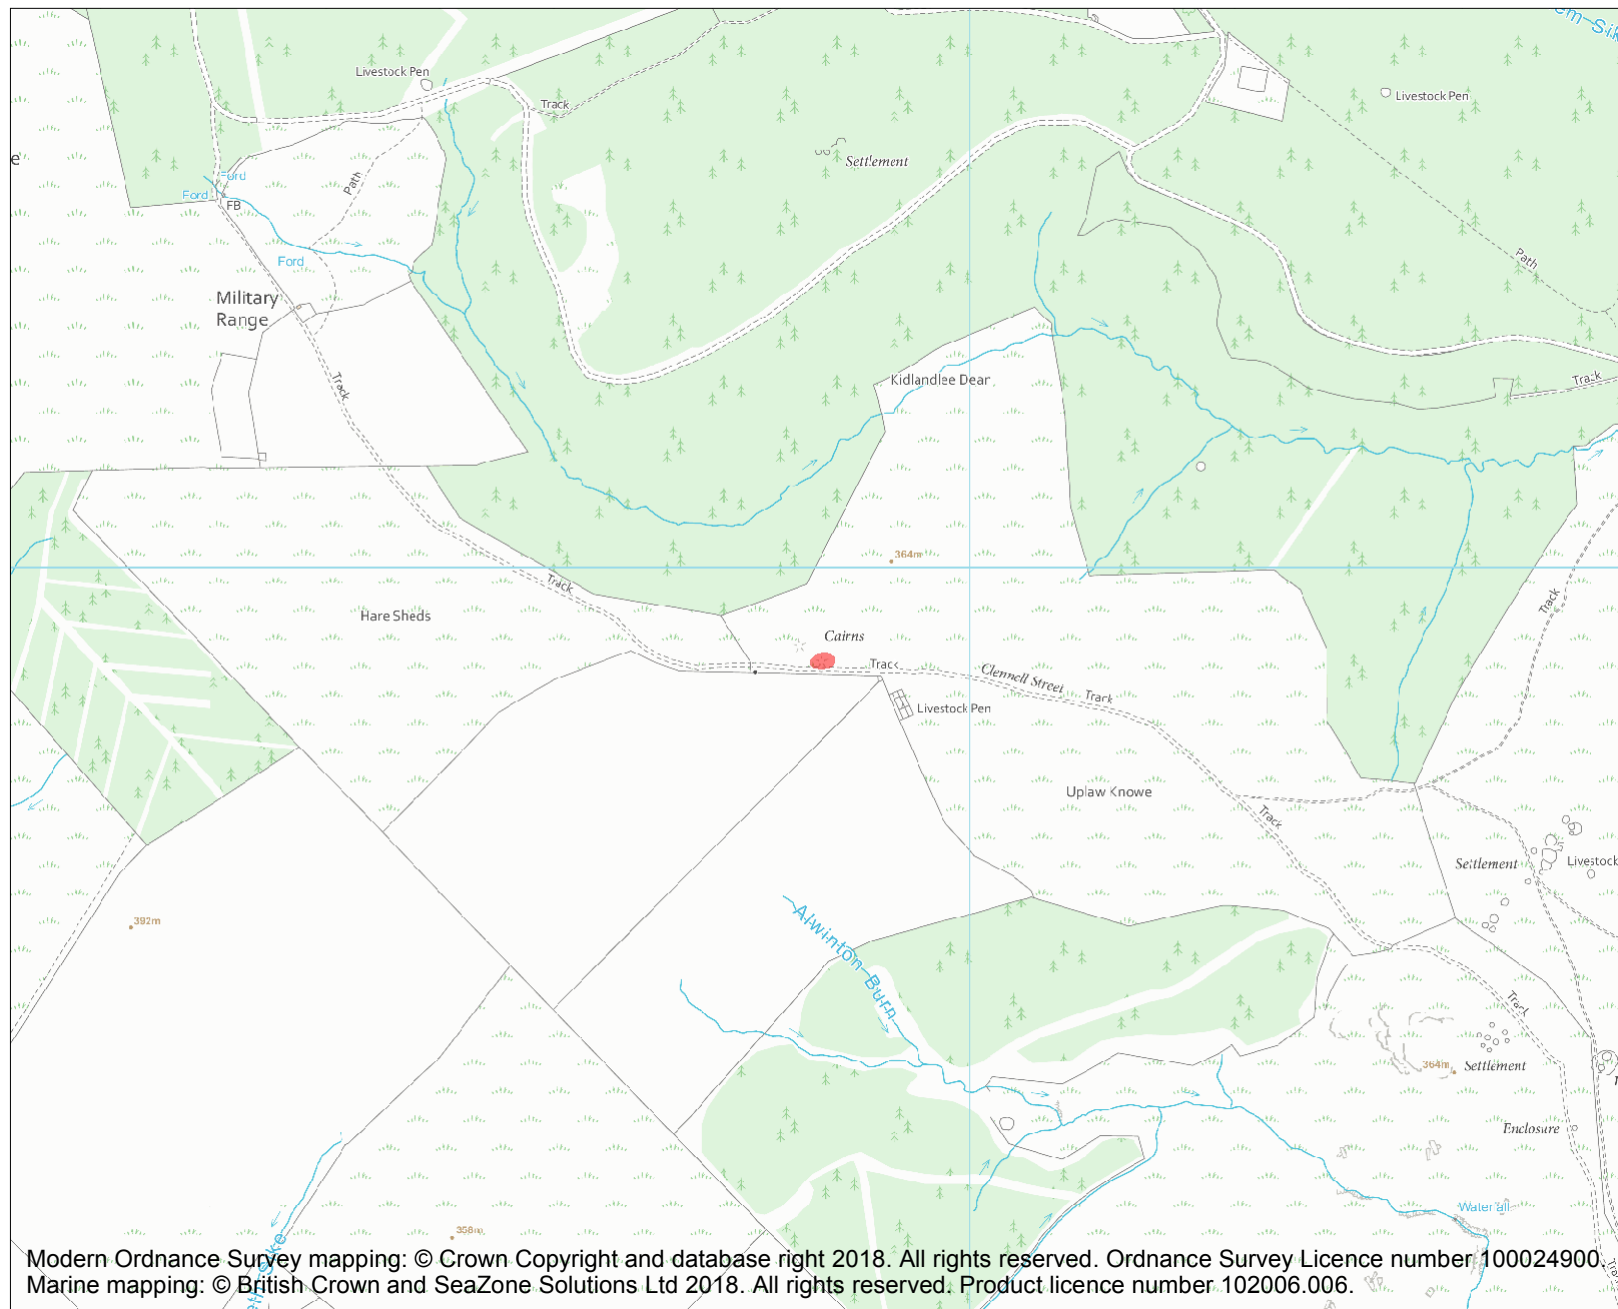 Livestock Pen
Track
Livestock Pen
Settlement
e
Ford
Ford
FB
Path
Ford
Path
Military
Range
Track
Kidlandlee Dean
Track
364m
Track
Track
Hare Sheds
Cairns
Track
Clennell Street
Track
Livestock Pen
Uplaw Knowe
Track
Settlement
Livestock
392m
Alwinton Burn
Track
364m
Settlement
Enclosure
Waterfall
358m
Modern Ordnance Survey mapping: © Crown Copyright and database right 2018. All rights reserved. Ordnance Survey Licence number 100024900.
Marine mapping: © British Crown and SeaZone Solutions Ltd 2018. All rights reserved. Product licence number 102006.006.